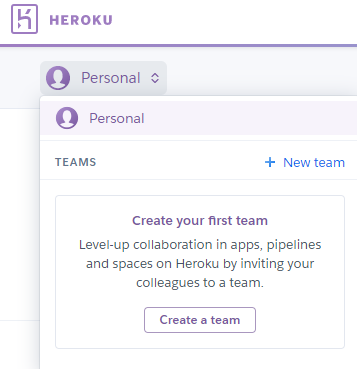 HEROKU
Personal
Personal
TEAMS
+ New team
Create your first team
Level-up collaboration in apps, pipelines
and spaces on Heroku by inviting your
colleagues to a team.
Create a team